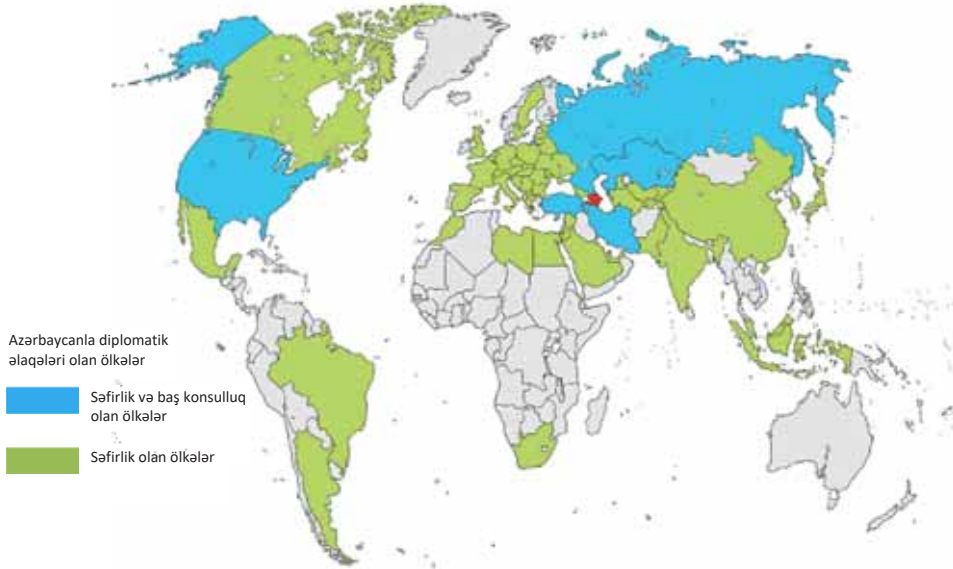 Azərbaycanla diplomatik
əlaqələri olan ölkələr
Səfirlik və baş konsulluq
olan ölkələr
Səfirlik olan ölkələr